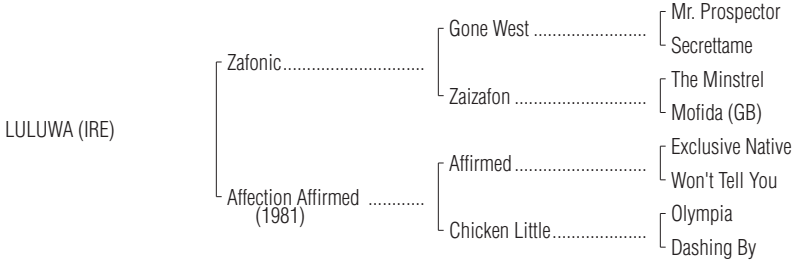 Mr. Prospector
Gone West ........................
Secrettame
Zafonic..............................
The Minstrel
Zaizafon ............................
Mofida (GB)
LULUWA (IRE)
Exclusive Native
Affirmed ............................
Won't Tell You
Affection Affirmed ............
(1981)
Olympia
Chicken Little....................
Dashing By